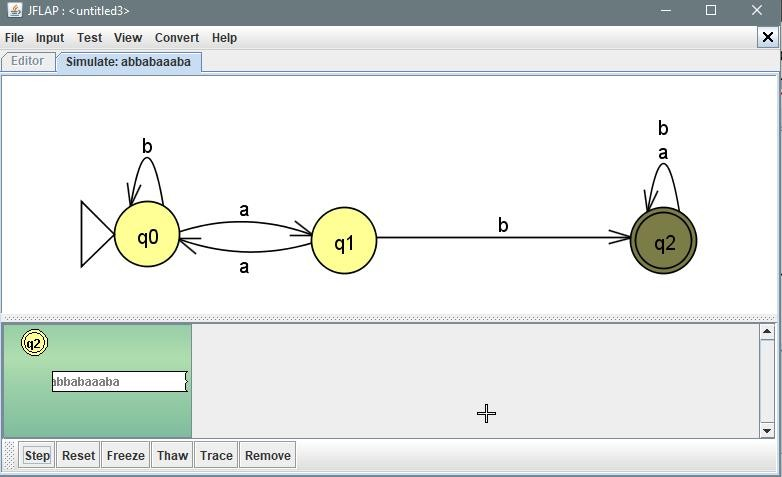 JFLAP : <untitled3>
File Input Test View Convert Help
Editor Simulate: abbabaaaba
b
b
a
a
q0
q1
b
q2
a
q2
abbabaaaba
Step Reset Freeze Thaw Trace Remove